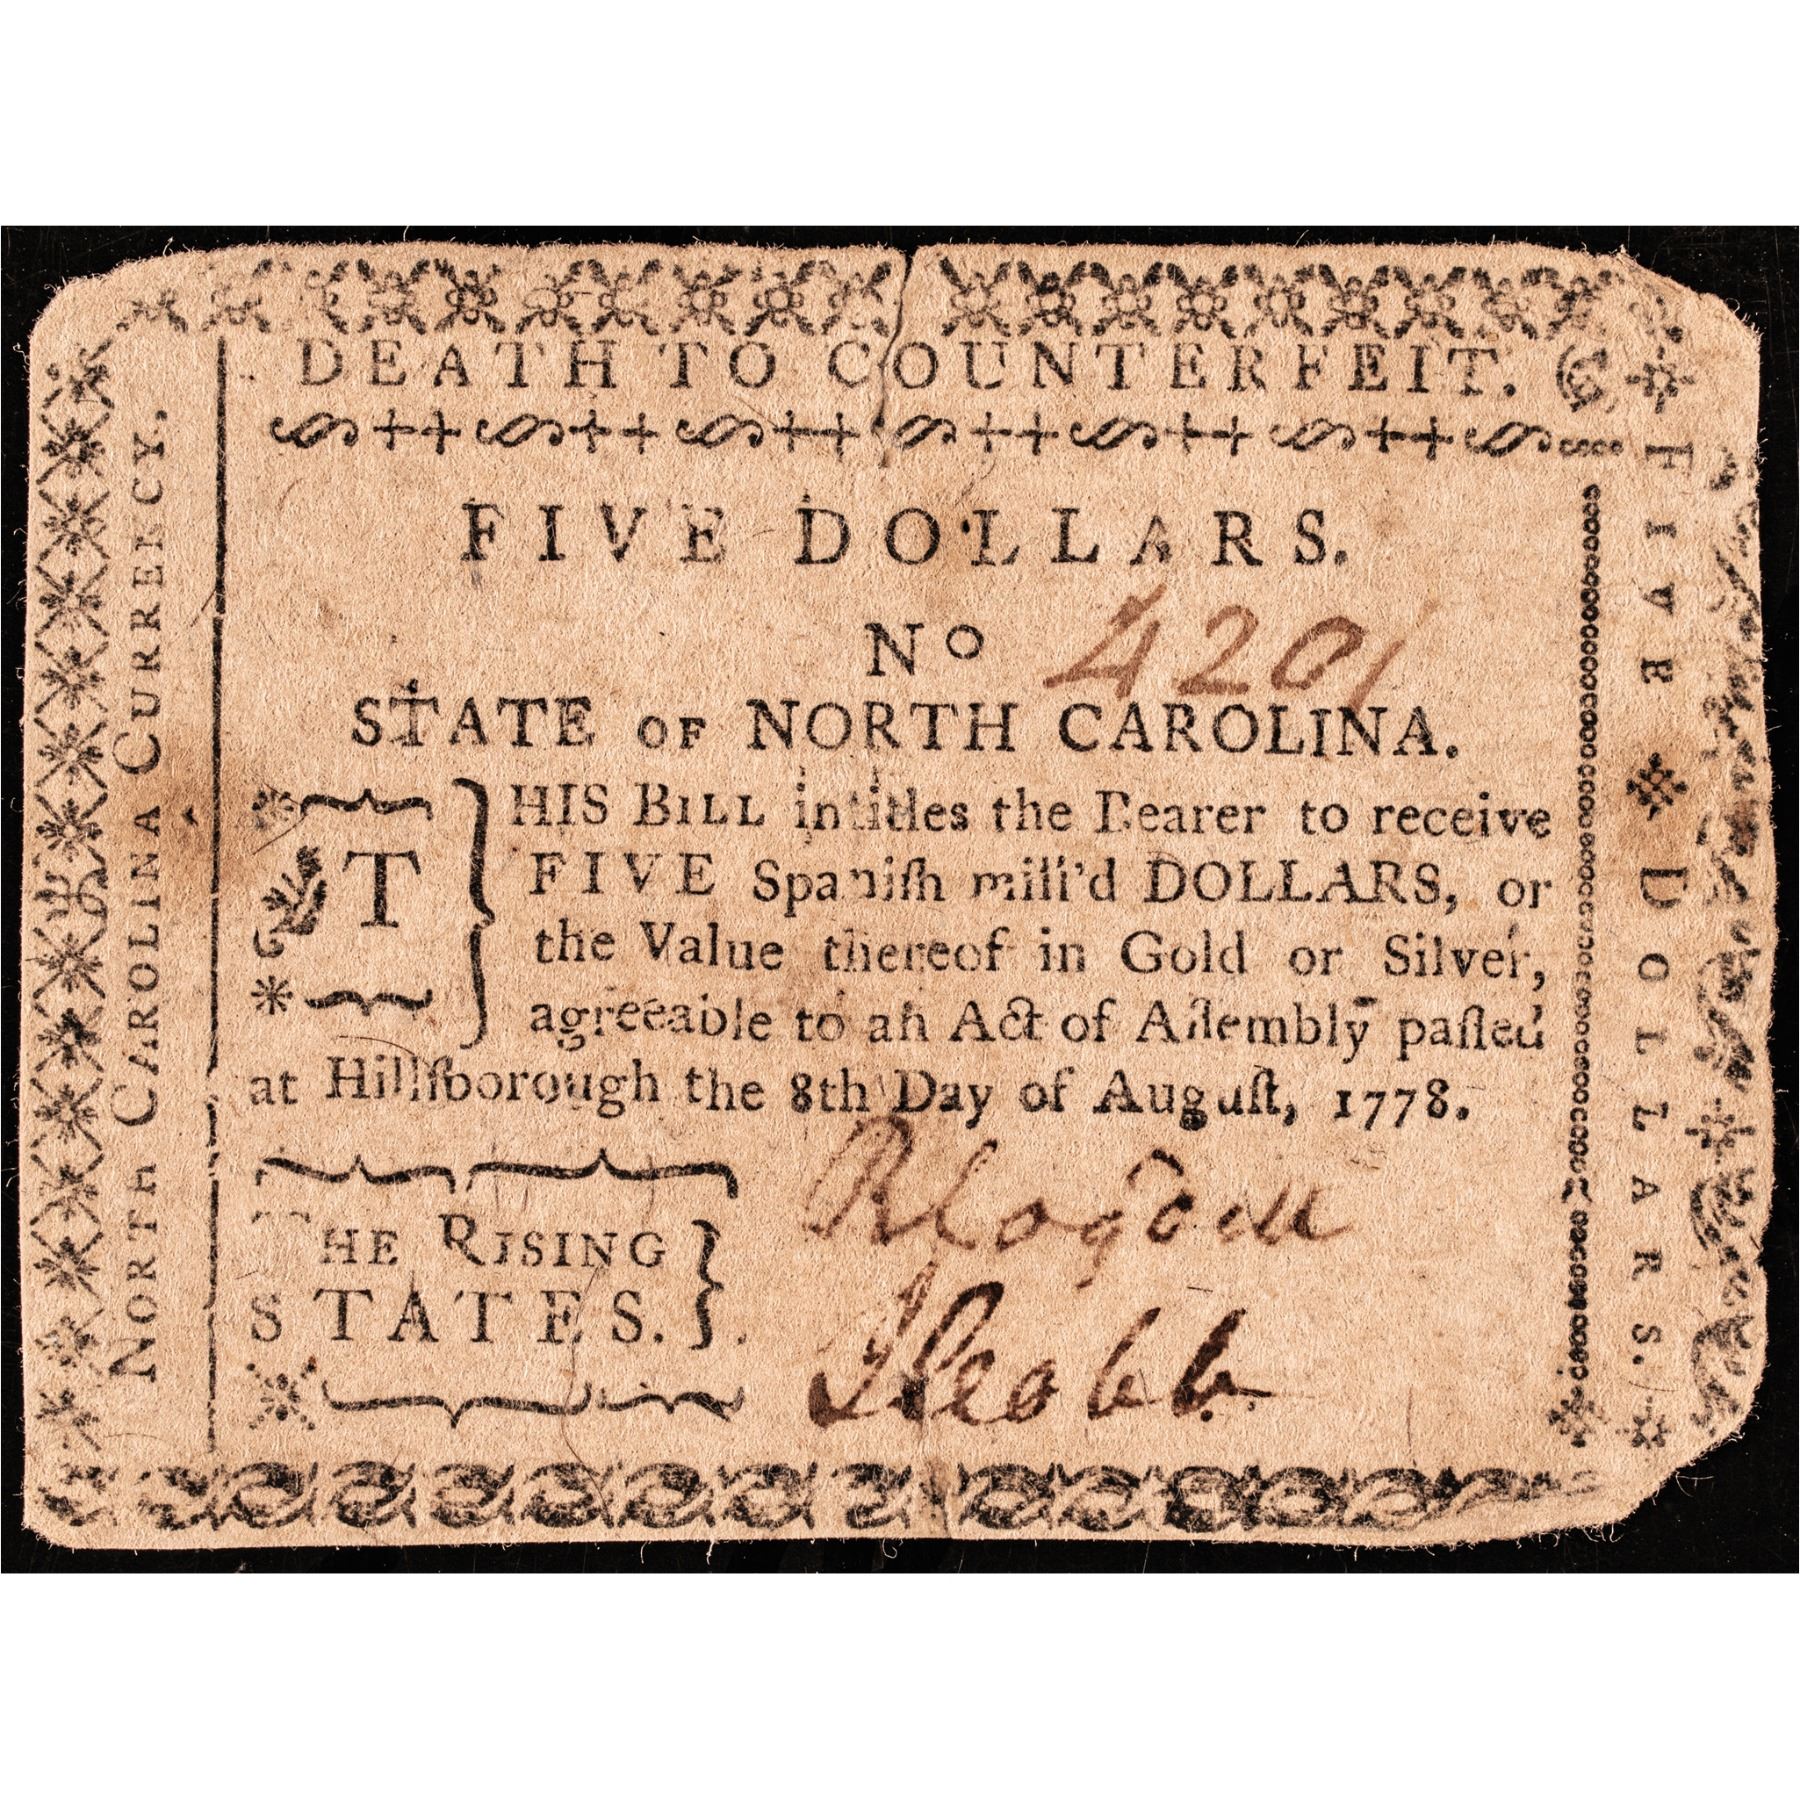 DEATH TO COUNTERFEIT.
FIVE DOLLARS.
No 4201
STATE OF NORTH CAROLINA.
THIS BILL intitles the Bearer to receive
FIVE Spaniſh mill'd DOLLARS, or
the Value thereof in Gold or Silver,
agreeable to an Act of Aſſembly paſſed
at Hillſborough the 8th Day of Auguſt, 1778.
THE RISING
STATES.
Cobb
NORTH CAROLINA CURRENCY.
FIVE DOLLARS.